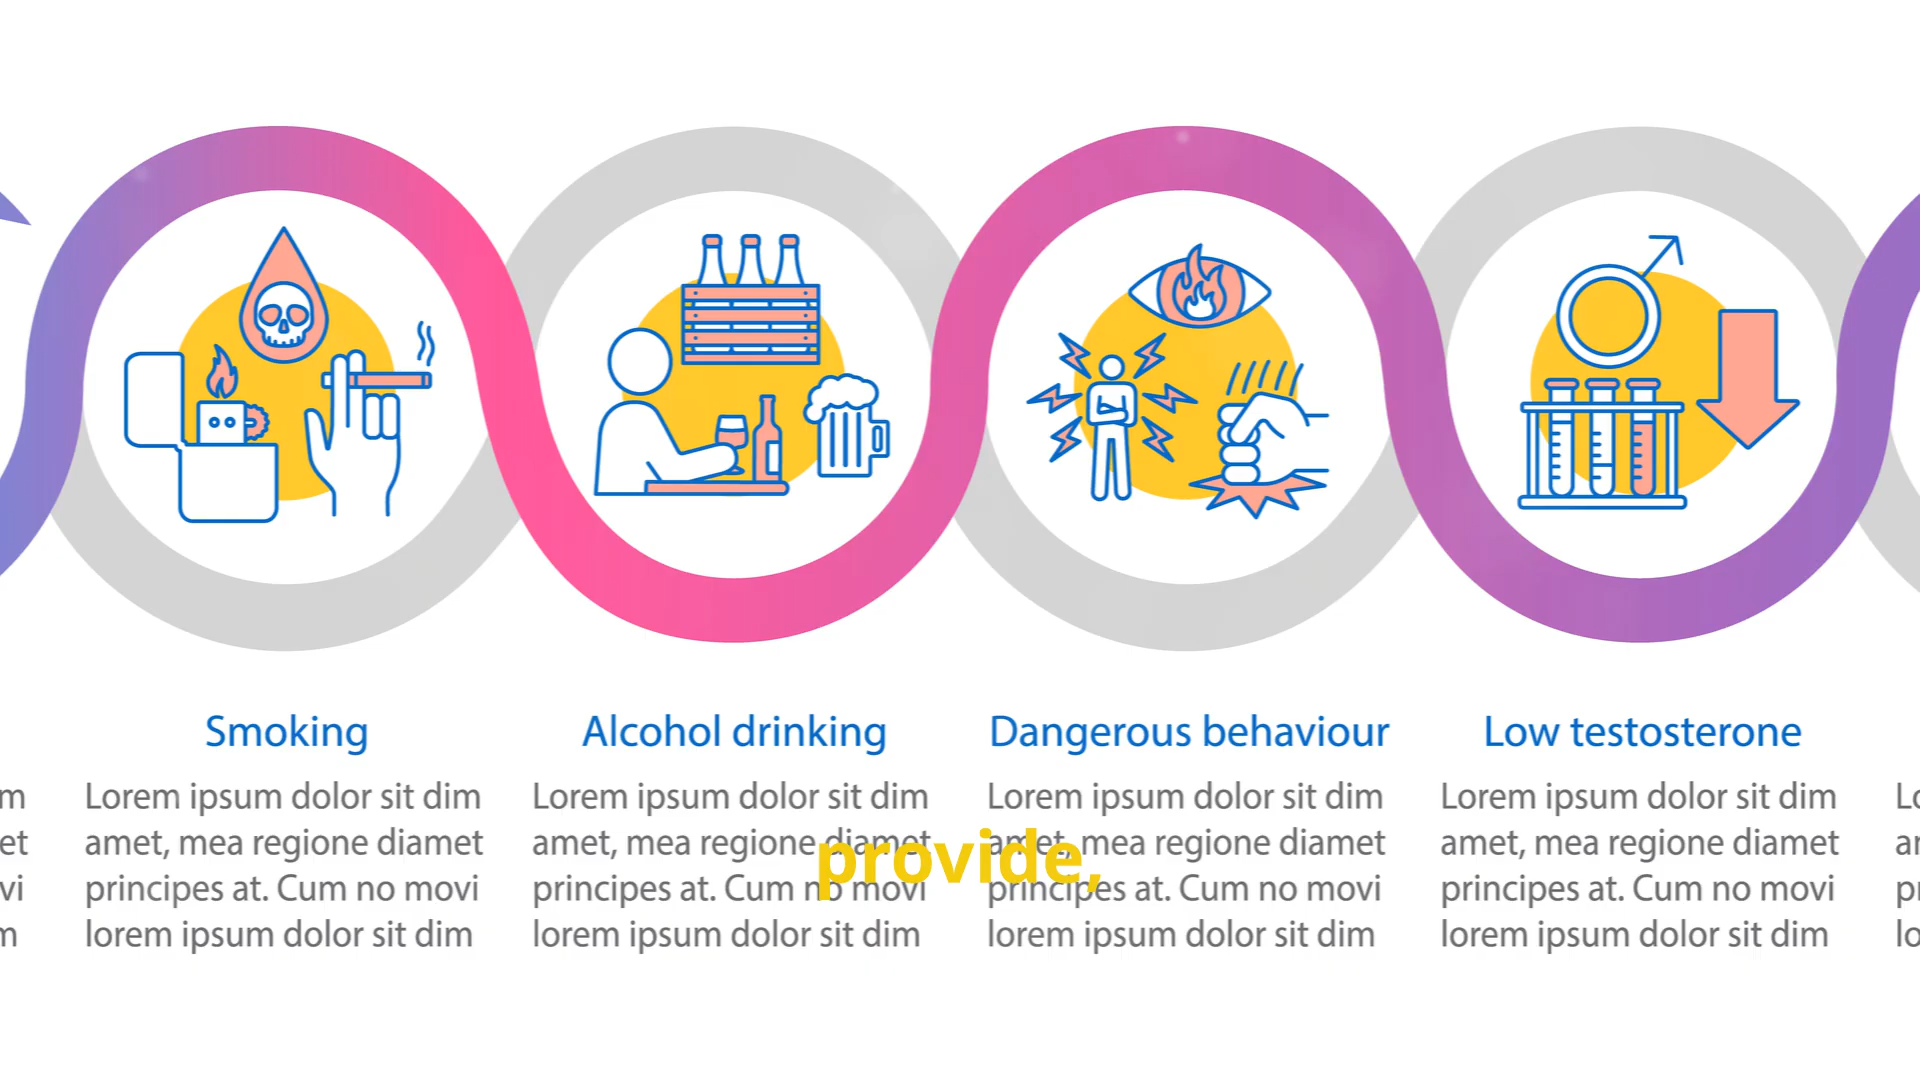 Smoking
Lorem ipsum dolor sit dim
amet, mea regione diamet
principes at. Cum no movi
lorem ipsum dolor sit dim
Alcohol drinking
Lorem ipsum dolor sit dim
amet, mea regione diamet
principes at. Cum no movi
lorem ipsum dolor sit dim
Dangerous behaviour
Lorem ipsum dolor sit dim
amet, mea regione diamet
principes at. Cum no movi
lorem ipsum dolor sit dim
Low testosterone
Lorem ipsum dolor sit dim
amet, mea regione diamet
principes at. Cum no movi
lorem ipsum dolor sit dim
provide,